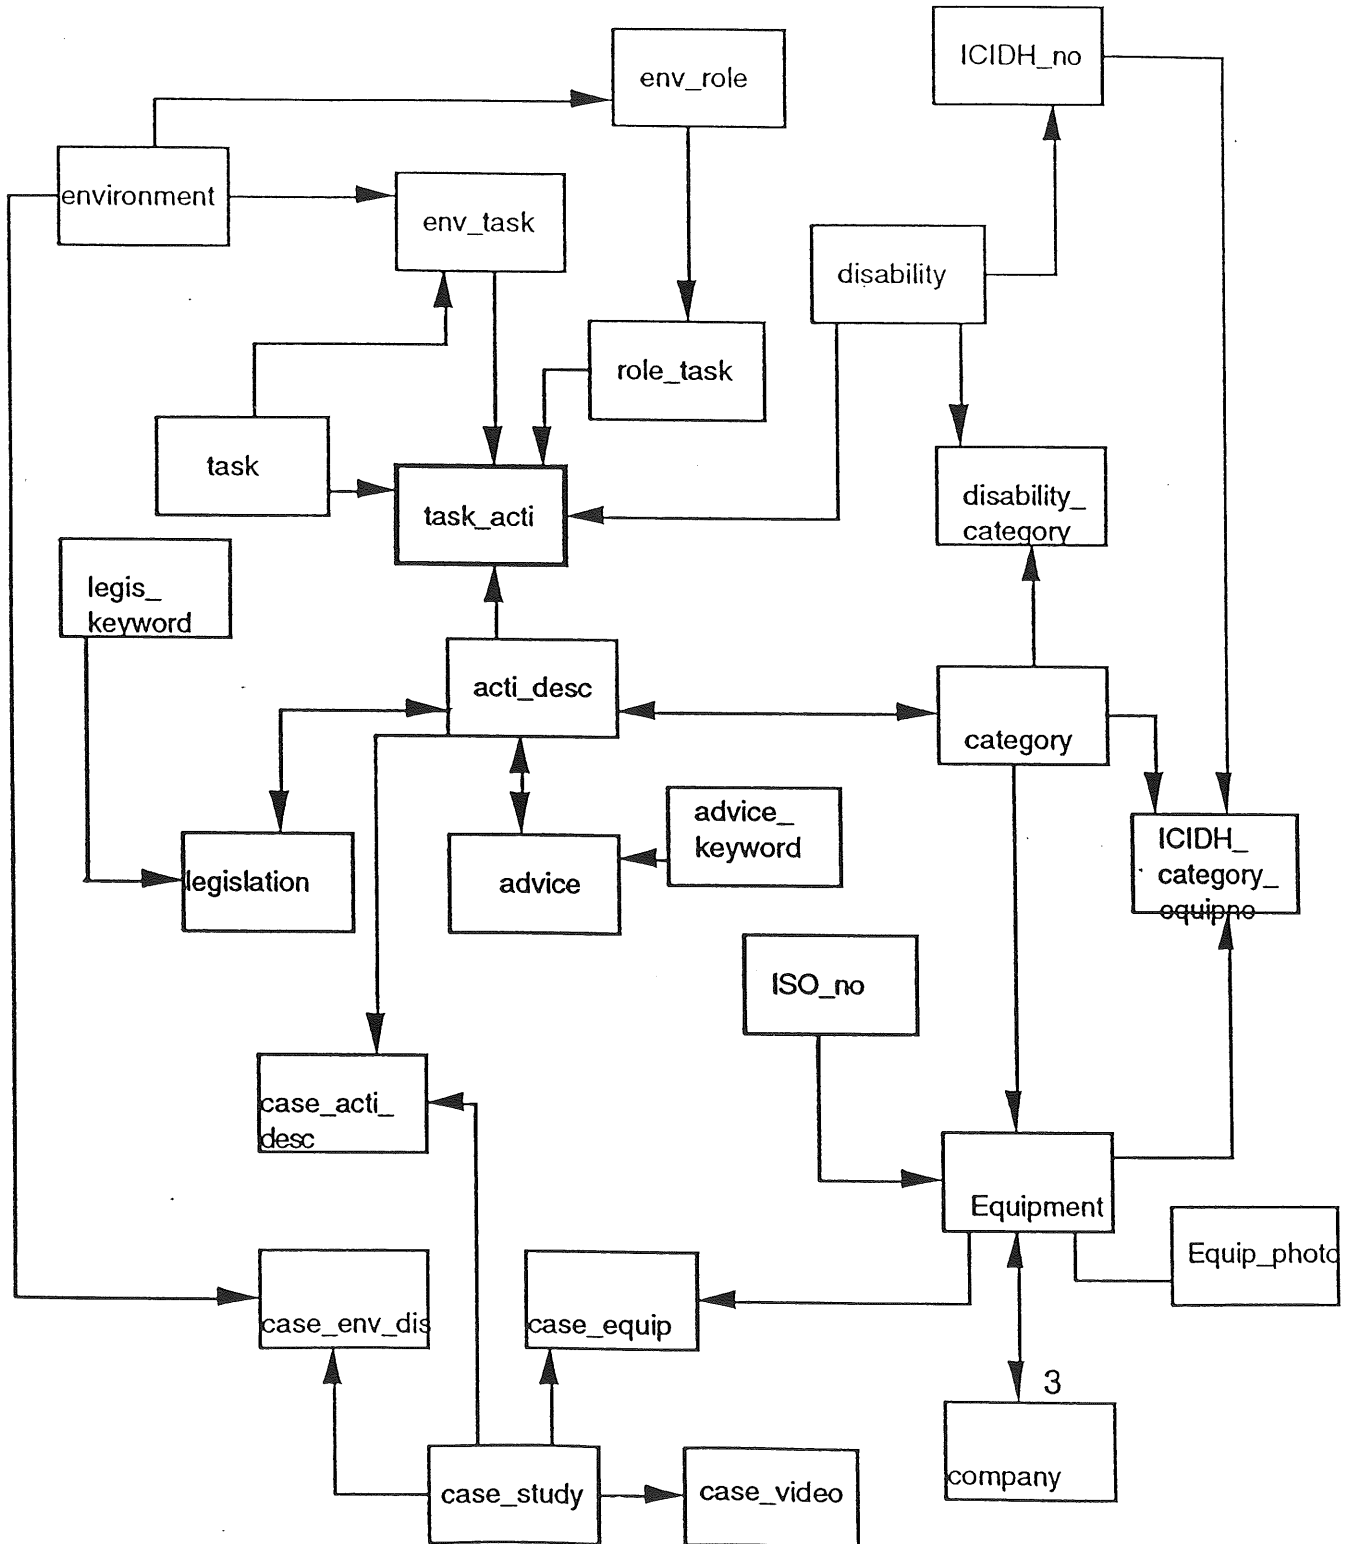 ICIDH_no
env_role
environment
env_task
disability
role_task
task
disability_
category
task_acti
legis_
keyword
acti_desc
category
advice_
keyword
ICIDH_
category_
equipno
legislation
advice
ISO_no
case_acti_
desc
Equipment
Equip_photo
case_env_dis
case_equip
3
company
case_study
case_video